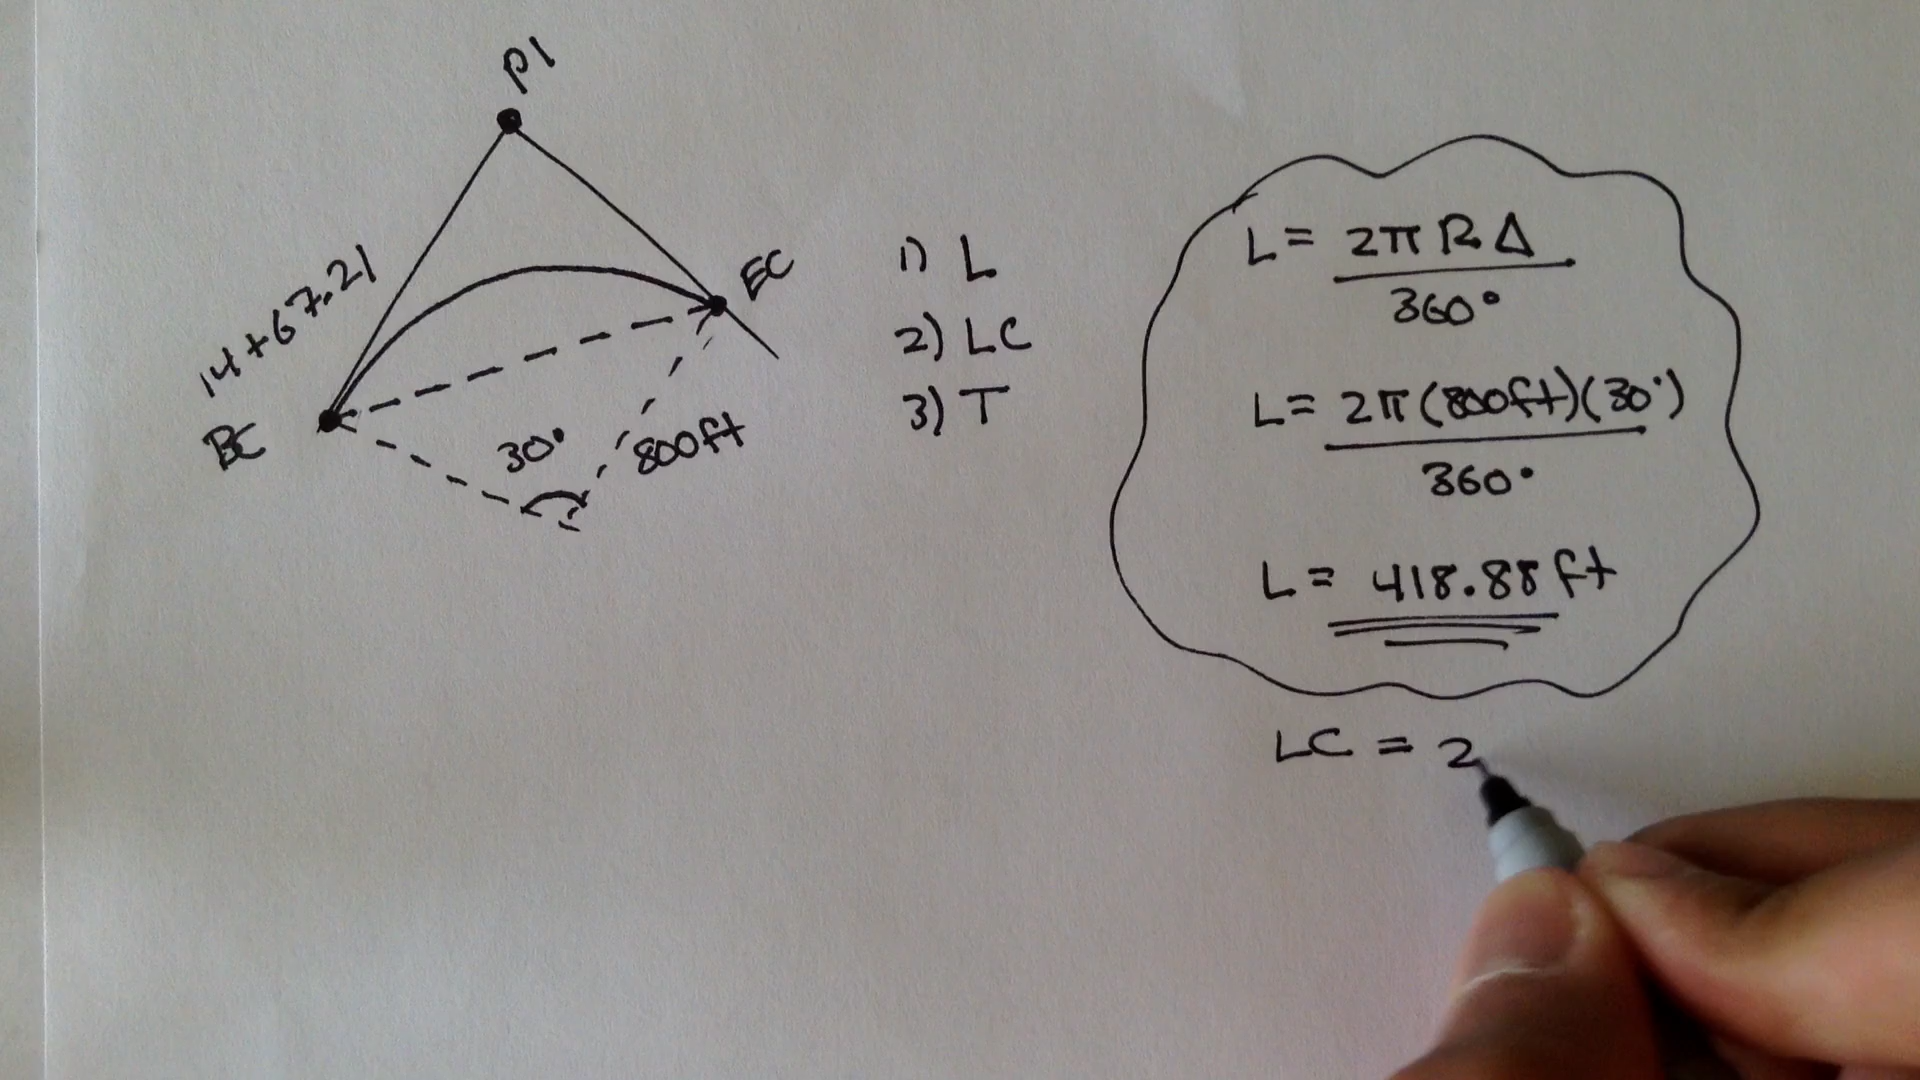 PI
14+67.21
BC
EC
30°
800ft
1) L
2) LC
3) T
L = 2π R Δ
360°
L = 2π (800ft)(30°)
360°
L = 418.88 ft
LC = 2